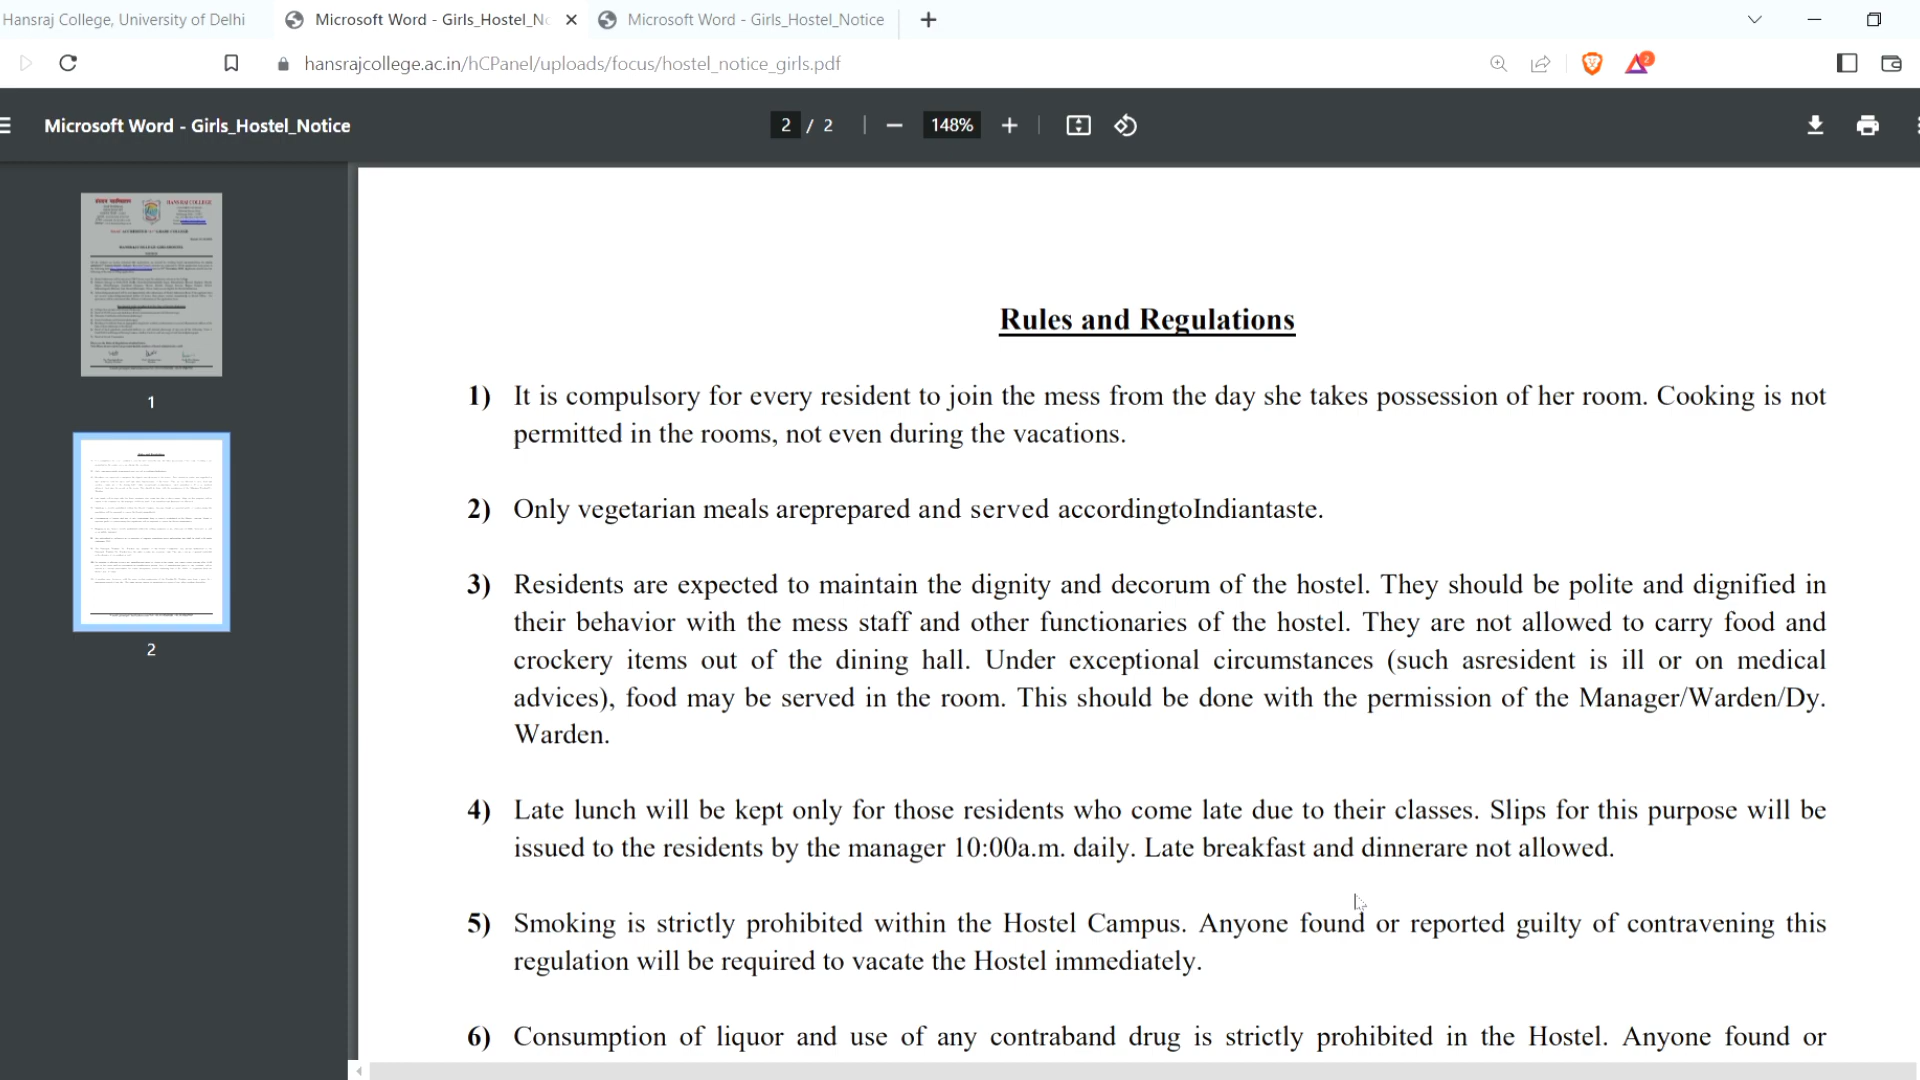 Hansraj College, University of Delhi
Microsoft Word - Girls_Hostel_No
Microsoft Word - Girls_Hostel_Notice
hansrajcollege.ac.in/hCPanel/uploads/focus/hostel_notice_girls.pdf
2
Microsoft Word - Girls_Hostel_Notice
2 / 2
148%
HANSRAJ COLLEGE
1
2
Rules and Regulations
1) It is compulsory for every resident to join the mess from the day she takes possession of her room. Cooking is not
permitted in the rooms, not even during the vacations.
2) Only vegetarian meals areprepared and served accordingtoIndiantaste.
3) Residents are expected to maintain the dignity and decorum of the hostel. They should be polite and dignified in
their behavior with the mess staff and other functionaries of the hostel. They are not allowed to carry food and
crockery items out of the dining hall. Under exceptional circumstances (such asresident is ill or on medical
advices), food may be served in the room. This should be done with the permission of the Manager/Warden/Dy.
Warden.
4) Late lunch will be kept only for those residents who come late due to their classes. Slips for this purpose will be
issued to the residents by the manager 10:00a.m. daily. Late breakfast and dinnerare not allowed.
5) Smoking is strictly prohibited within the Hostel Campus. Anyone found or reported guilty of contravening this
regulation will be required to vacate the Hostel immediately.
6) Consumption of liquor and use of any contraband drug is strictly prohibited in the Hostel. Anyone found or